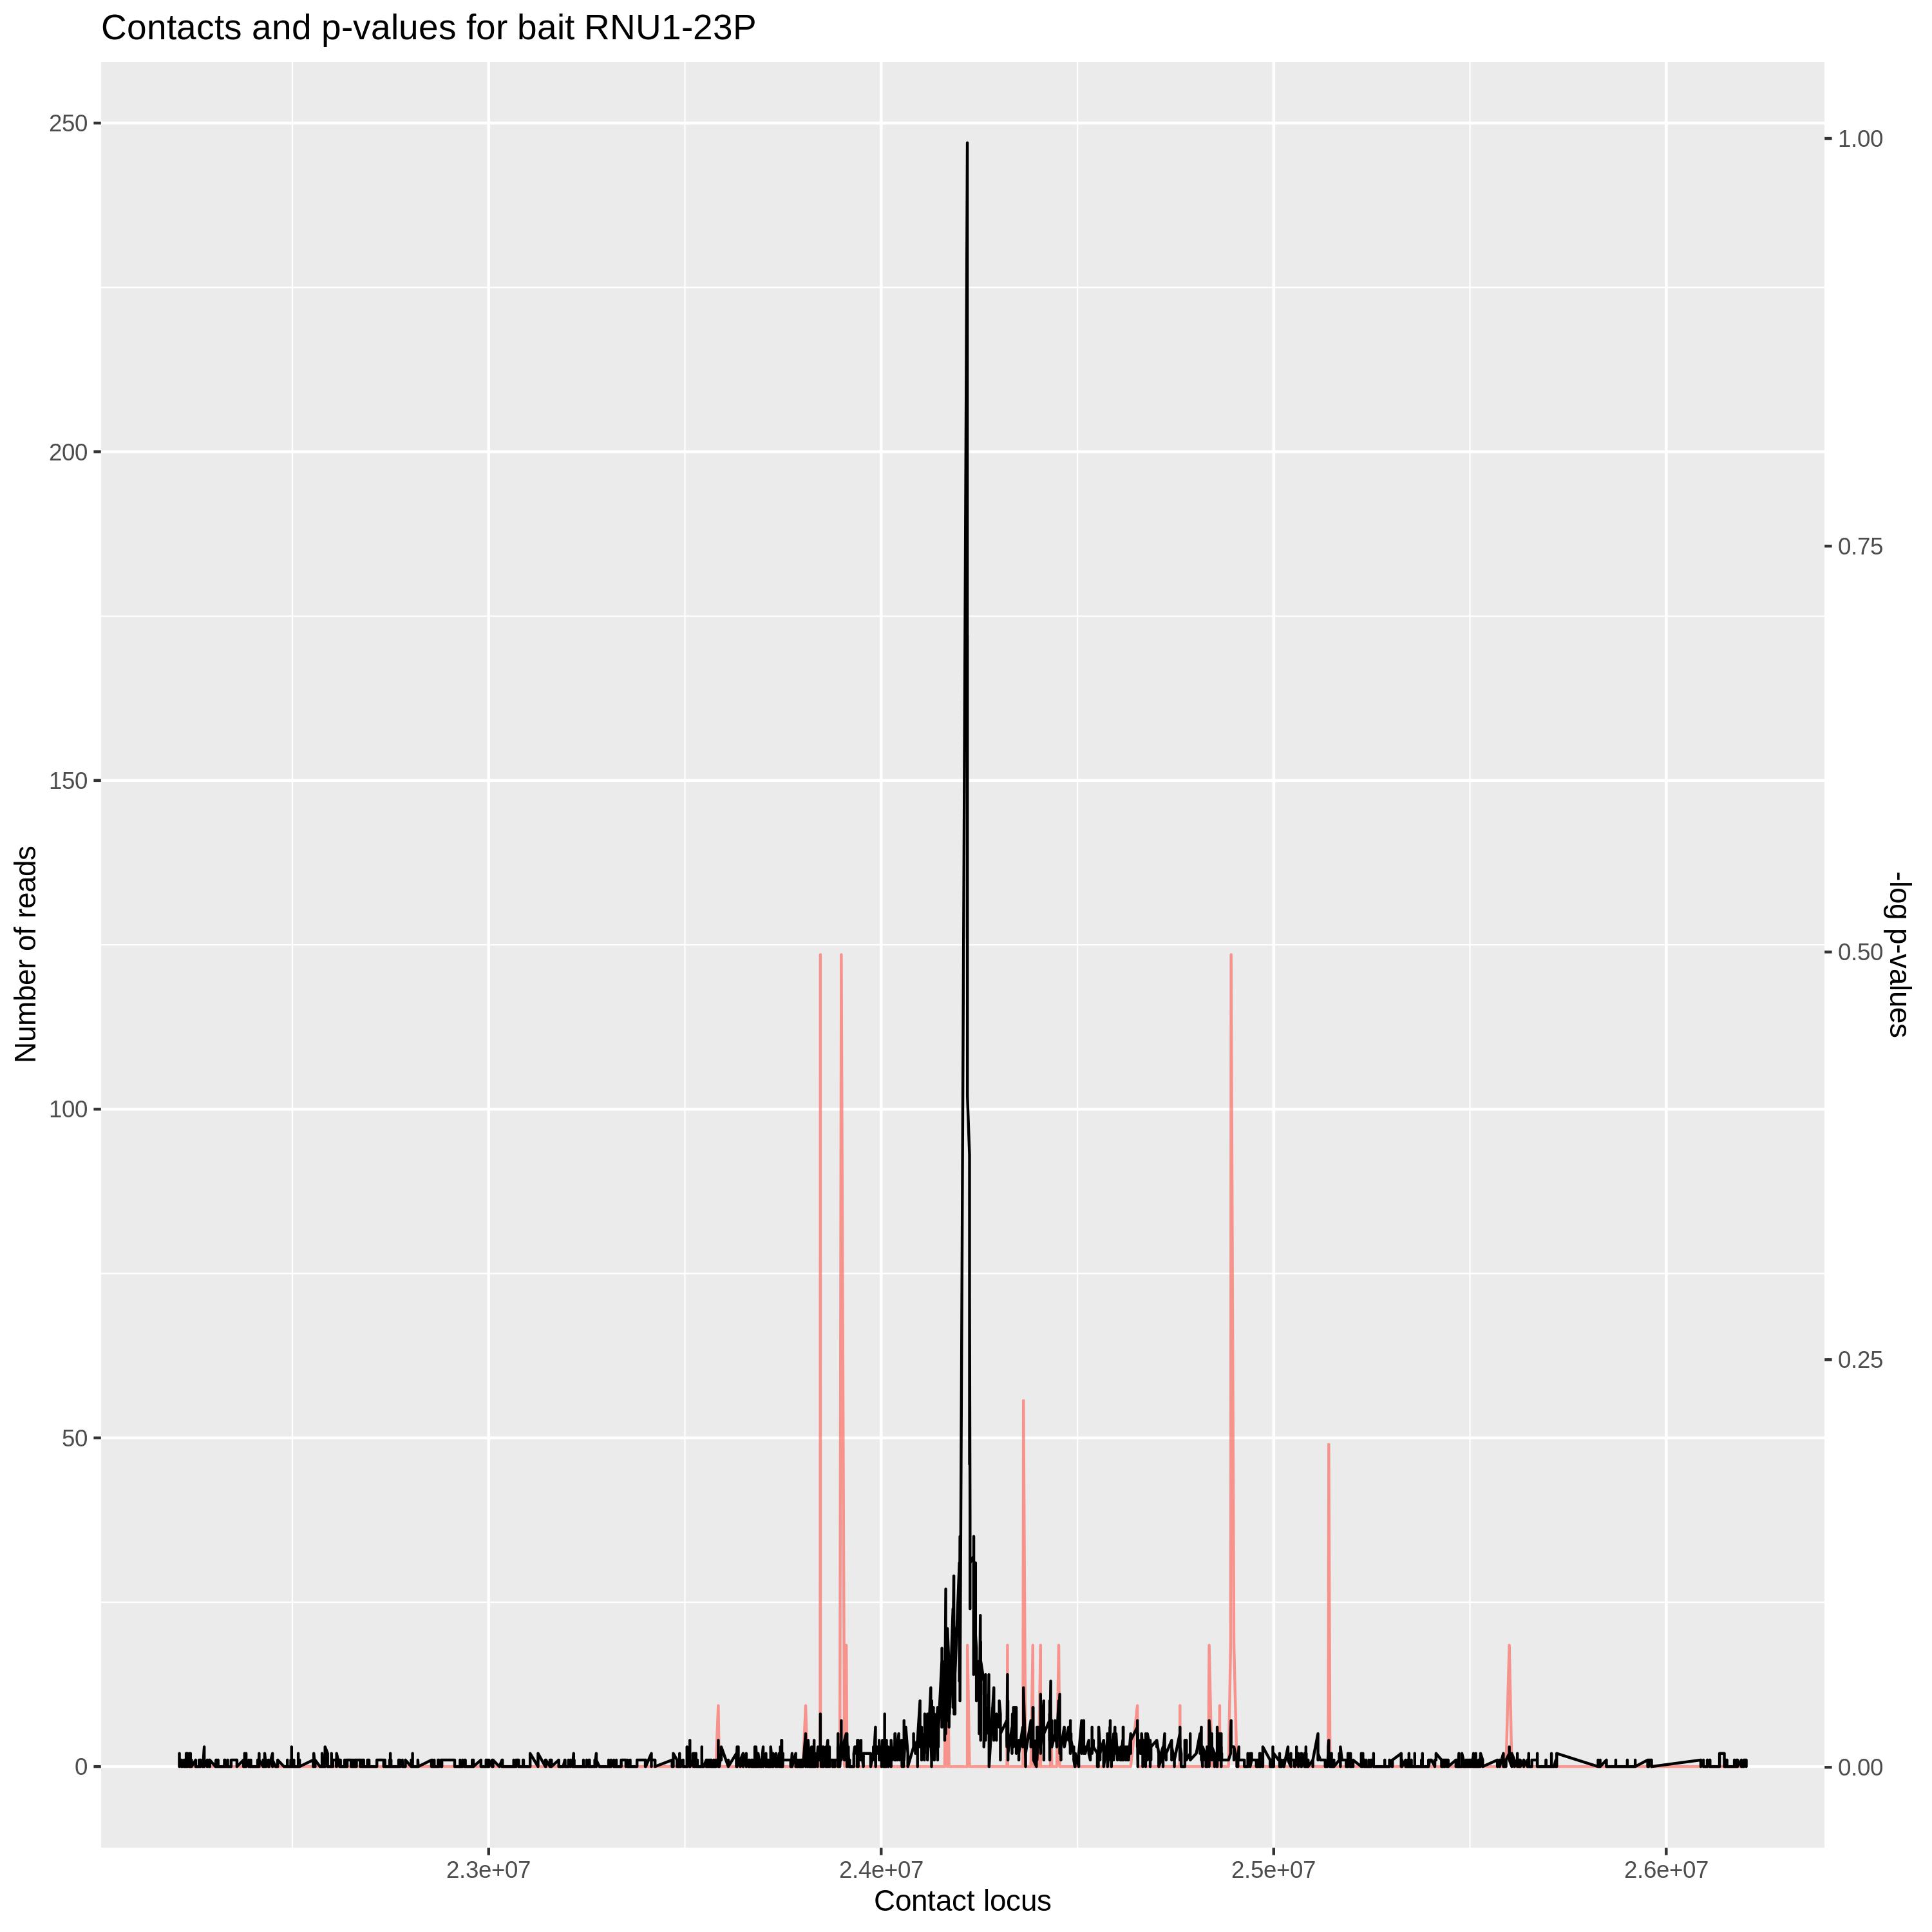 Contacts and p-values for bait RNU1-23P
Number of reads
250
200
150
100
50
0
1.00
0.75
0.50
0.25
0.00
-log p-values
2.3e+07
2.4e+07
2.5e+07
2.6e+07
Contact locus